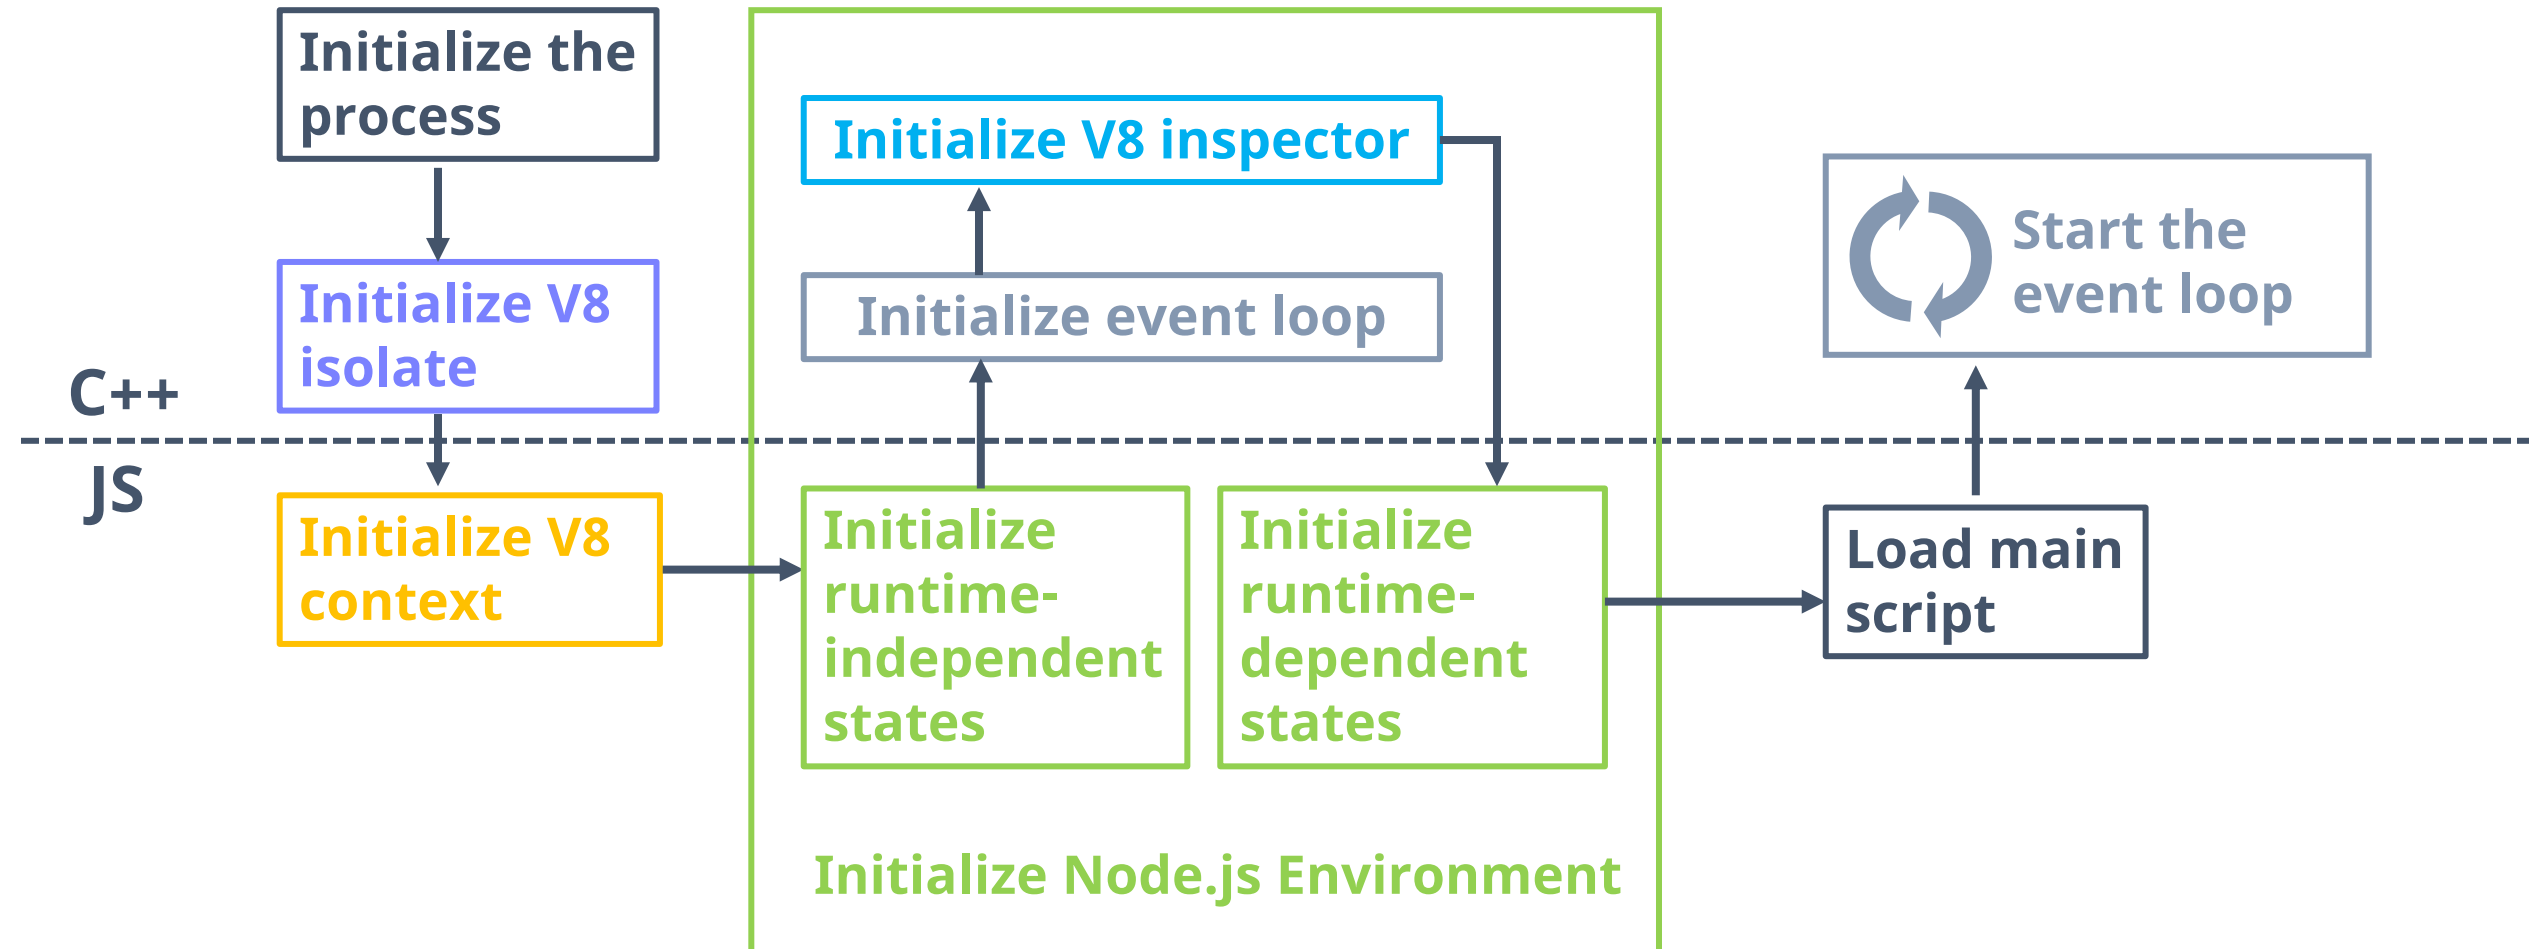 Initialize the
process
Initialize V8
isolate
C++
JS
Initialize V8
context
Initialize V8 inspector
Initialize event loop
Initialize
runtime-
independent
states
Initialize
runtime-
dependent
states
Initialize Node.js Environment
Start the
event loop
Load main
script